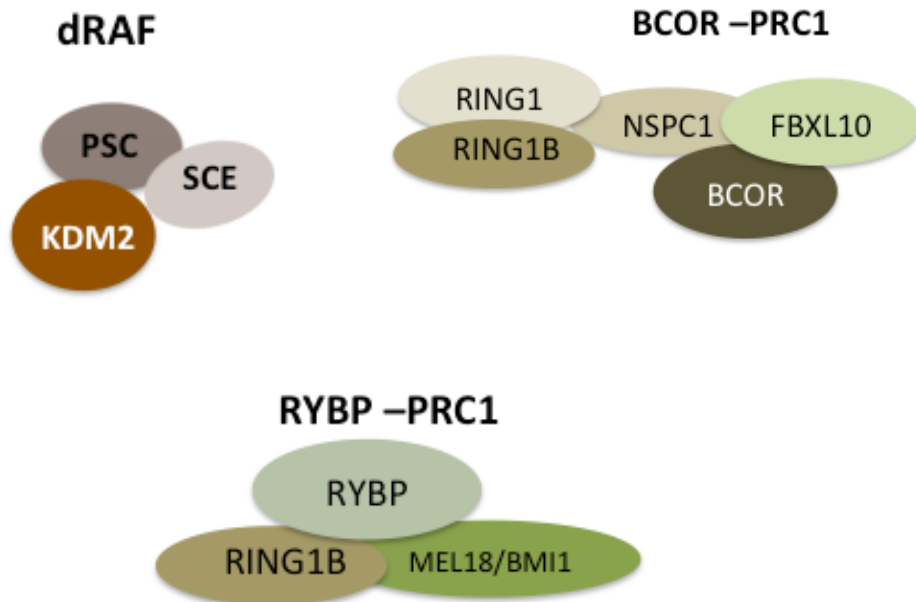 dRAF
PSC
SCE
KDM2
BCOR –PRC1
RING1
RING1B
NSPC1
FBXL10
BCOR
RYBP –PRC1
RYBP
RING1B
MEL18/BMI1